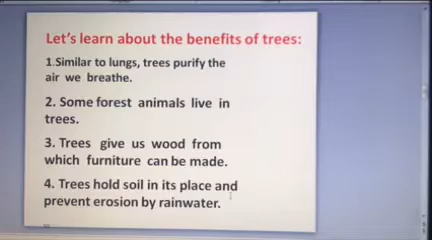 Let's learn about the benefits of trees:
1.Similar to lungs, trees purify the
air we breathe.
2. Some forest animals live in
trees.
3. Trees give us wood from
which furniture can be made.
4. Trees hold soil in its place and
prevent erosion by rainwater.